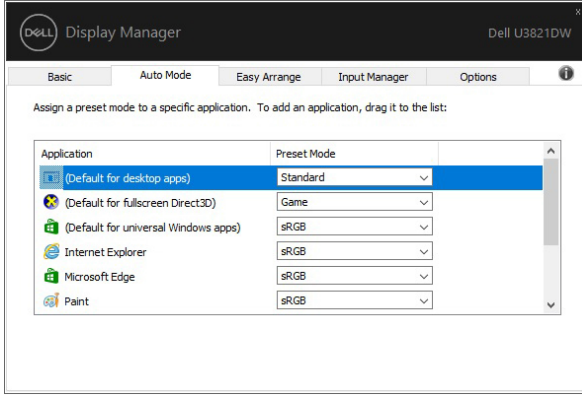 x
DELL Display Manager Dell U3821DW
Basic Auto Mode Easy Arrange Input Manager Options i
Assign a preset mode to a specific application. To add an application, drag it to the list:
Application Preset Mode
(Default for desktop apps) Standard
(Default for fullscreen Direct3D) Game
(Default for universal Windows apps) sRGB
Internet Explorer sRGB
Microsoft Edge sRGB
Paint sRGB